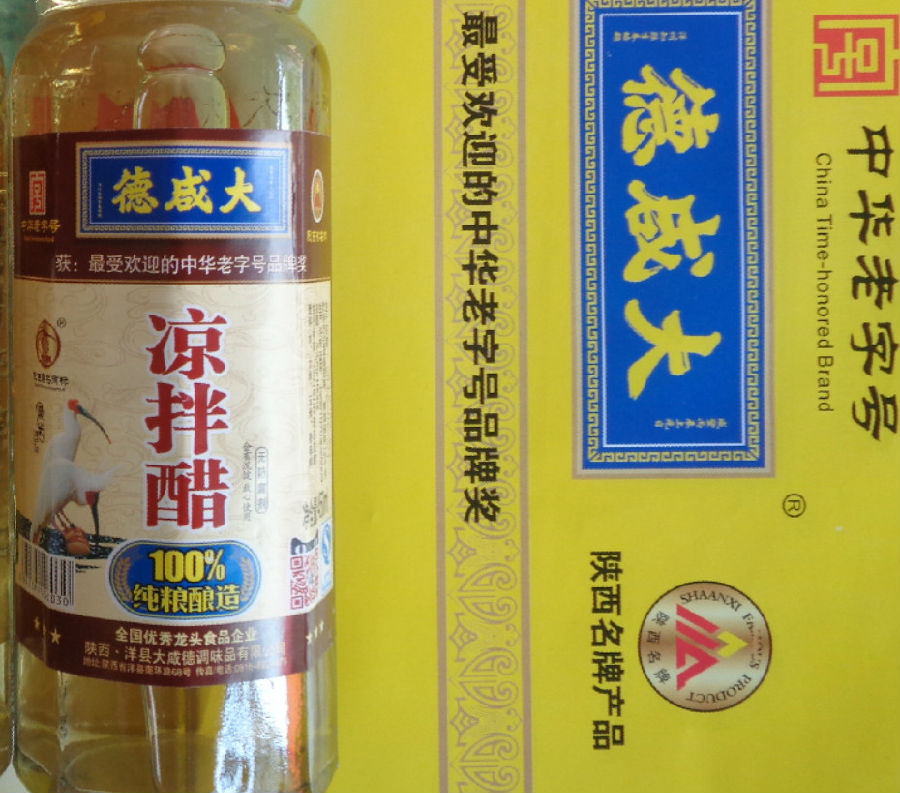 大咸德
中华老字号
获：最受欢迎的中华老字号品牌奖
凉拌醋
100%
纯粮酿造
全国优秀龙头食品企业
陕西·洋县大咸德调味品有限公司
中华老字号
China Time-honored Brand
大咸德
®
最受欢迎的中华老字号品牌奖
陕西名牌产品
SHAANXI FAMOUS PRODUCT
陕西名牌